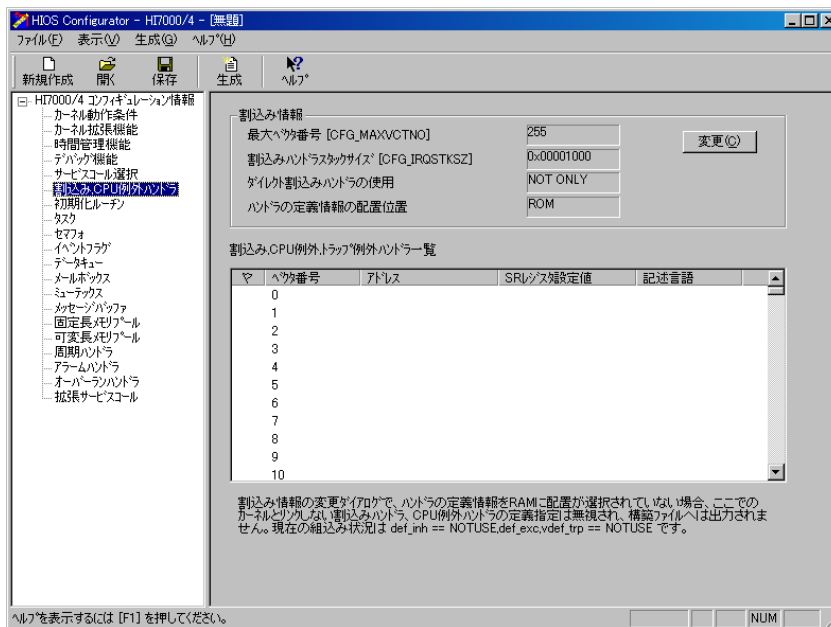 HIOS Configurator - HI7000/4 - [無題]
ファイル(F) 表示(V) 生成(G) ヘルプ(H)
新規作成 開く 保存 生成 ヘルプ
HI7000/4 コンフィギュレーション情報
カーネル動作条件
カーネル拡張機能
時間管理機能
デバッグ機能
サービスコール選択
割込み,CPU例外ハンドラ
初期化ルーチン
タスク
セマフォ
イベントフラグ
データキュー
メールボックス
ミューテックス
メッセージバッファ
固定長メモリプール
可変長メモリプール
周期ハンドラ
アラームハンドラ
オーバーランハンドラ
拡張サービスコール
割込み情報
最大ベクタ番号 [CFG_MAXVCTNO] 255
変更(C)
割込みハンドラスタックサイズ [CFG_IRQSTKSZ] 0x00001000
ダイレクト割込みハンドラの使用 NOT ONLY
ハンドラの定義情報の配置位置 ROM
割込み,CPU例外,トラップ例外ハンドラ一覧
ベクタ番号 アドレス SRレジスタ設定値 記述言語
0
1
2
3
4
5
6
7
8
9
10
割込み情報の変更ダイアログで、ハンドラの定義情報をRAMに配置が選択されていない場合、ここでの
カーネルとリンクしない割込みハンドラ、CPU例外ハンドラの定義指定は無視され、構築ファイルへは出力されま
せん。現在の組込み状況は def_inh == NOTUSE,def_exc,vdef_trp == NOTUSE です。
ヘルプを表示するには [F1] を押してください。
NUM